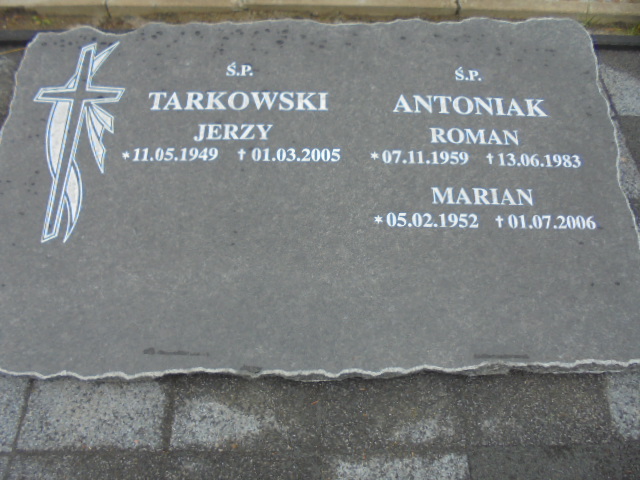 Ś.P.
TARKOWSKI
JERZY
*11.05.1949 †01.03.2005
Ś.P.
ANTONIAK
ROMAN
*07.11.1959 †13.06.1983
MARIAN
*05.02.1952 †01.07.2006